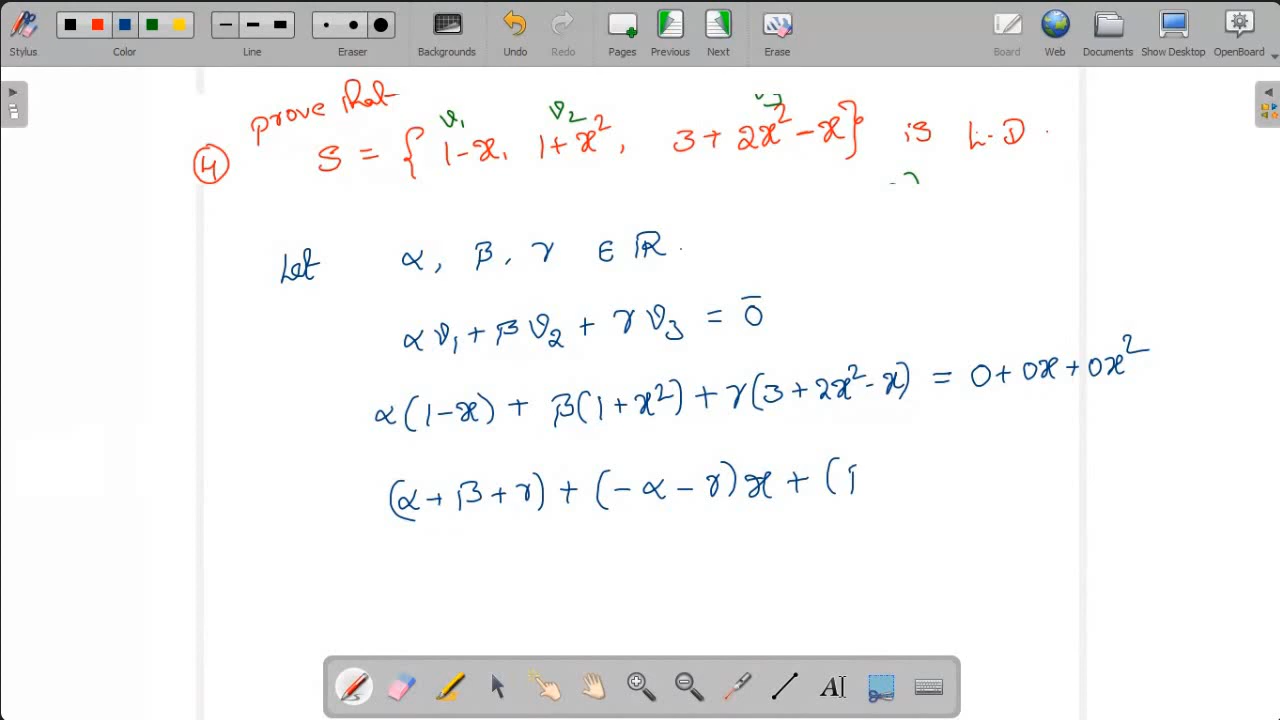 Stylus Color Line Eraser Backgrounds Undo Redo Pages Previous Next Erase Board Web Documents Show Desktop OpenBoard
prove that
v₁ v₂ v₃
④ S = { 1-x, 1+x², 3+2x²-x} is L.D.
Let α, β, γ ∈ ℝ.
αv₁ + βv₂ + γv₃ = 0̄
α(1-x) + β(1+x²) + γ(3+2x²-x) = 0+0x+0x²
(α+β+γ) + (-α-γ)x + (